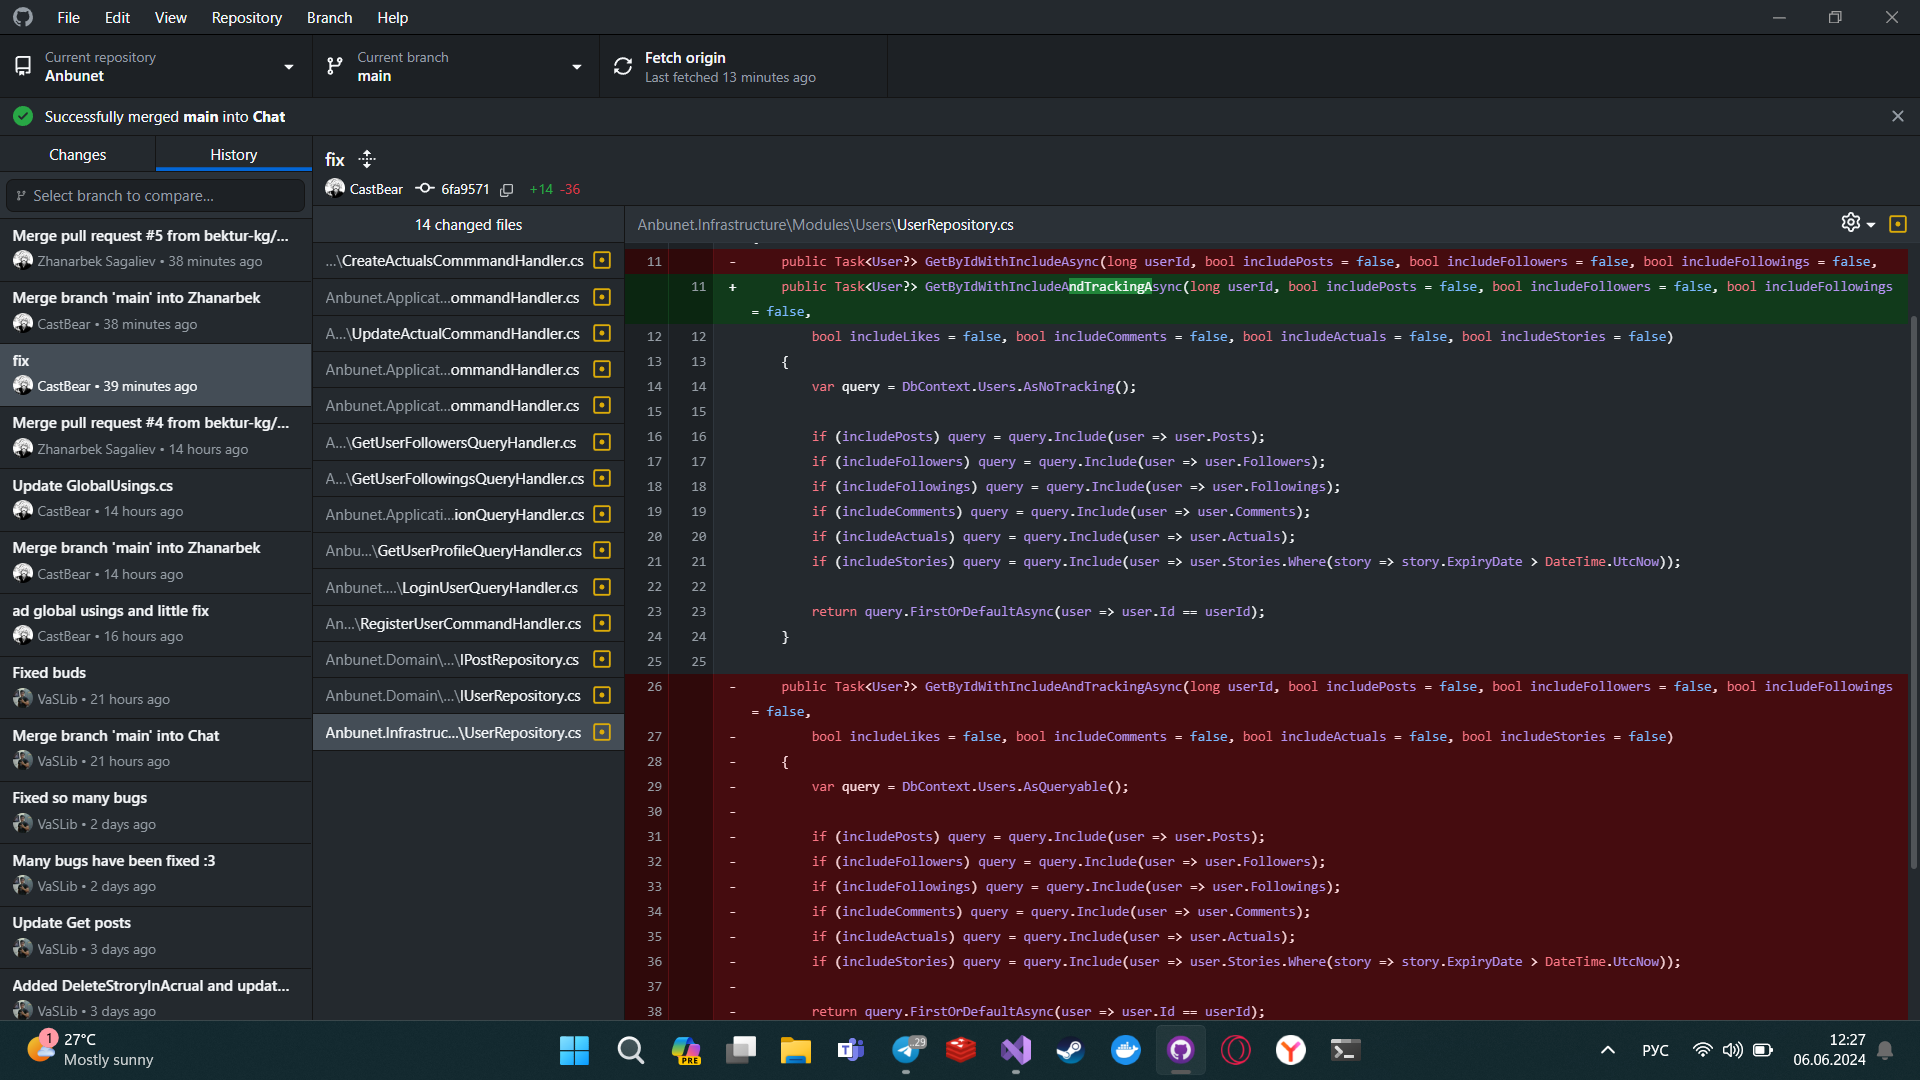 File Edit View Repository Branch Help
Current repository
Anbunet
Current branch
main
Fetch origin
Last fetched 13 minutes ago
Successfully merged main into Chat
Changes
History
Select branch to compare...
Merge pull request #5 from bektur-kg/...
Zhanarbek Sagaliev • 38 minutes ago
Merge branch 'main' into Zhanarbek
CastBear • 38 minutes ago
fix
CastBear • 39 minutes ago
Merge pull request #4 from bektur-kg/...
Zhanarbek Sagaliev • 14 hours ago
Update GlobalUsings.cs
CastBear • 14 hours ago
Merge branch 'main' into Zhanarbek
CastBear • 14 hours ago
ad global usings and little fix
CastBear • 16 hours ago
Fixed buds
VaSLib • 21 hours ago
Merge branch 'main' into Chat
VaSLib • 21 hours ago
Fixed so many bugs
VaSLib • 2 days ago
Many bugs have been fixed :3
VaSLib • 2 days ago
Update Get posts
VaSLib • 3 days ago
Added DeleteStroryInAcrual and updat...
VaSLib • 3 days ago
fix
CastBear 6fa9571 +14 -36
14 changed files
...\CreateActualsCommmandHandler.cs
Anbunet.Applicat...ommandHandler.cs
A...\UpdateActualCommandHandler.cs
Anbunet.Applicat...ommandHandler.cs
Anbunet.Applicat...ommandHandler.cs
A...\GetUserFollowersQueryHandler.cs
A...\GetUserFollowingsQueryHandler.cs
Anbunet.Applicati...ionQueryHandler.cs
Anbu...\GetUserProfileQueryHandler.cs
Anbunet....\LoginUserQueryHandler.cs
An...\RegisterUserCommandHandler.cs
Anbunet.Domain\...\IPostRepository.cs
Anbunet.Domain\...\IUserRepository.cs
Anbunet.Infrastruc...\UserRepository.cs
Anbunet.Infrastructure\Modules\Users\UserRepository.cs
11 - public Task<User?> GetByIdWithIncludeAsync(long userId, bool includePosts = false, bool includeFollowers = false, bool includeFollowings = false,
11 + public Task<User?> GetByIdWithIncludeAndTrackingAsync(long userId, bool includePosts = false, bool includeFollowers = false, bool includeFollowings
= false,
12 12 bool includeLikes = false, bool includeComments = false, bool includeActuals = false, bool includeStories = false)
13 13 {
14 14 var query = DbContext.Users.AsNoTracking();
15 15
16 16 if (includePosts) query = query.Include(user => user.Posts);
17 17 if (includeFollowers) query = query.Include(user => user.Followers);
18 18 if (includeFollowings) query = query.Include(user => user.Followings);
19 19 if (includeComments) query = query.Include(user => user.Comments);
20 20 if (includeActuals) query = query.Include(user => user.Actuals);
21 21 if (includeStories) query = query.Include(user => user.Stories.Where(story => story.ExpiryDate > DateTime.UtcNow));
22 22
23 23 return query.FirstOrDefaultAsync(user => user.Id == userId);
24 24 }
25 25
26 - public Task<User?> GetByIdWithIncludeAndTrackingAsync(long userId, bool includePosts = false, bool includeFollowers = false, bool includeFollowings
= false,
27 - bool includeLikes = false, bool includeComments = false, bool includeActuals = false, bool includeStories = false)
28 - {
29 - var query = DbContext.Users.AsQueryable();
30 -
31 - if (includePosts) query = query.Include(user => user.Posts);
32 - if (includeFollowers) query = query.Include(user => user.Followers);
33 - if (includeFollowings) query = query.Include(user => user.Followings);
34 - if (includeComments) query = query.Include(user => user.Comments);
35 - if (includeActuals) query = query.Include(user => user.Actuals);
36 - if (includeStories) query = query.Include(user => user.Stories.Where(story => story.ExpiryDate > DateTime.UtcNow));
37 -
38 - return query.FirstOrDefaultAsync(user => user.Id == userId);
1
27°C
Mostly sunny
PRE
..29
РУС
12:27
06.06.2024